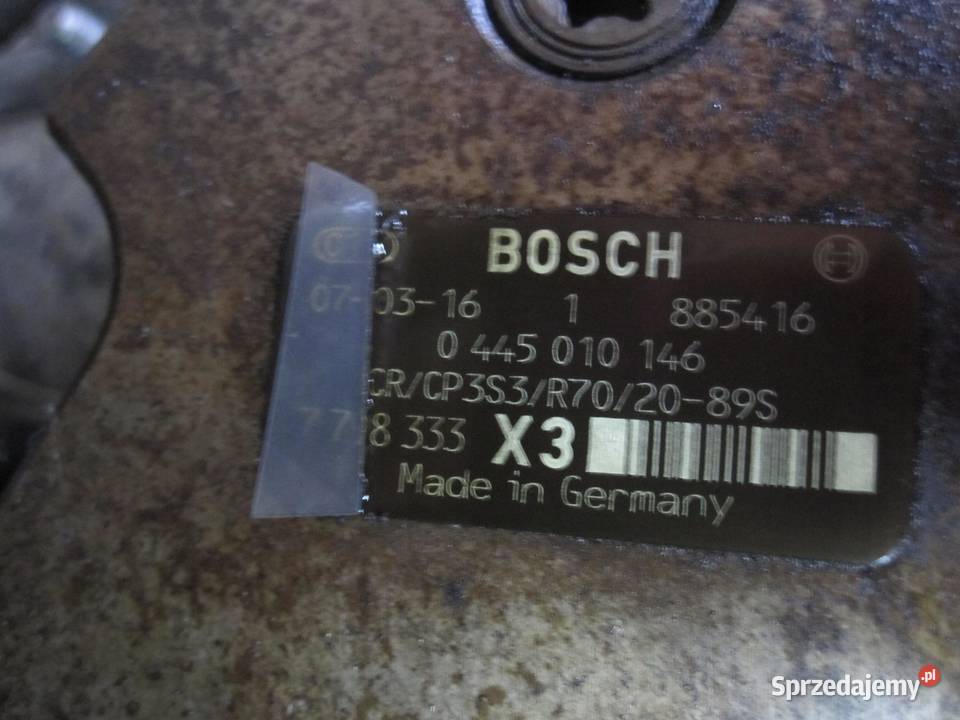 BOSCH
07-03-16 1 885416
0 445 010 146
CR/CP3S3/R70/20-89S
333 X3
Made in Germany
Sprzedajemy.pl